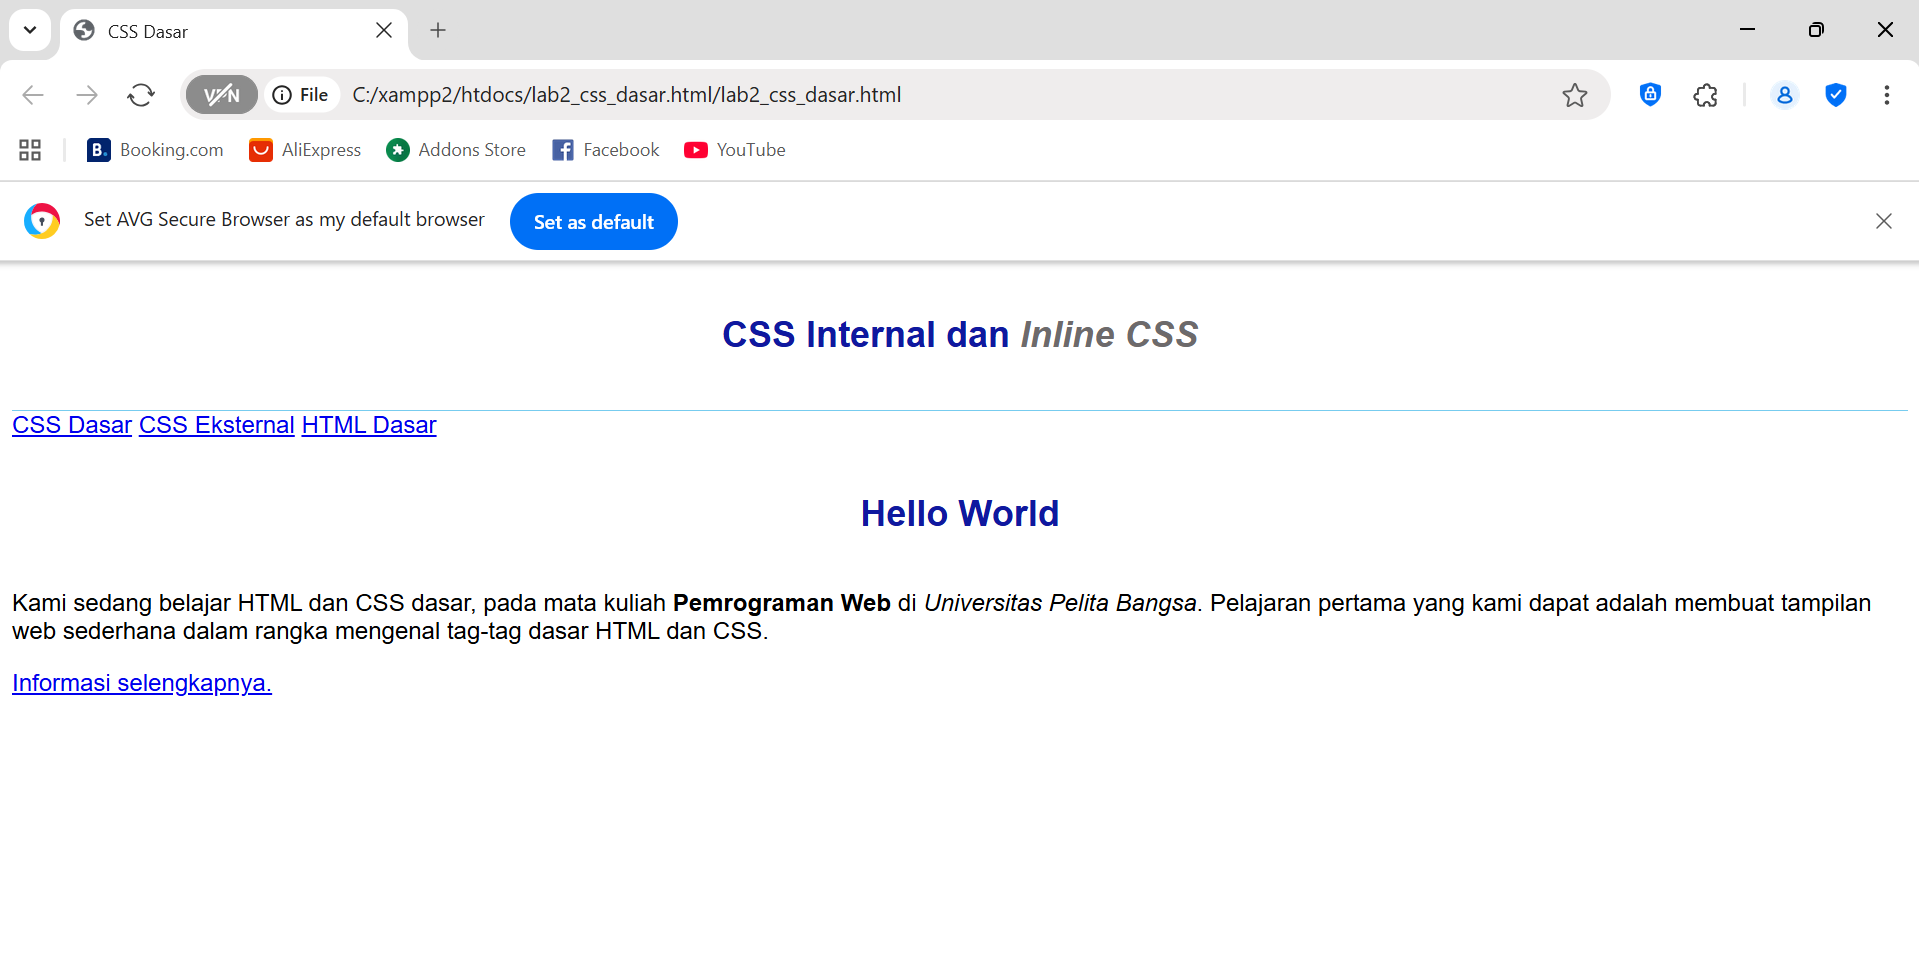 CSS Dasar
VPN File C:/xampp2/htdocs/lab2_css_dasar.html/lab2_css_dasar.html
B. Booking.com AliExpress Addons Store Facebook YouTube
Set AVG Secure Browser as my default browser Set as default
CSS Internal dan Inline CSS
CSS Dasar CSS Eksternal HTML Dasar
Hello World
Kami sedang belajar HTML dan CSS dasar, pada mata kuliah Pemrograman Web di Universitas Pelita Bangsa. Pelajaran pertama yang kami dapat adalah membuat tampilan
web sederhana dalam rangka mengenal tag-tag dasar HTML dan CSS.
Informasi selengkapnya.